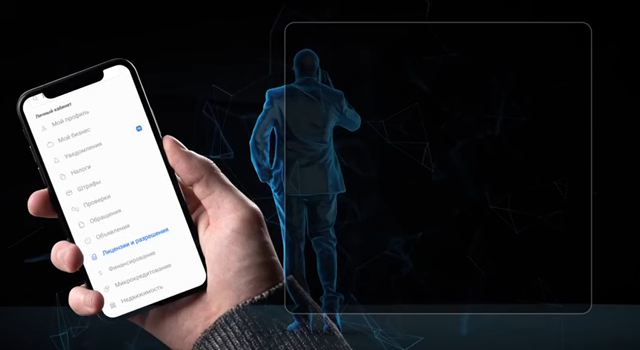 Личный кабинет
Мой профиль
Мой бизнес
Уведомления
Налоги
Штрафы
Проверки
Обращения
Объявления
Лицензии и разрешения
Финансирование
Микрокредитование
Недвижимость